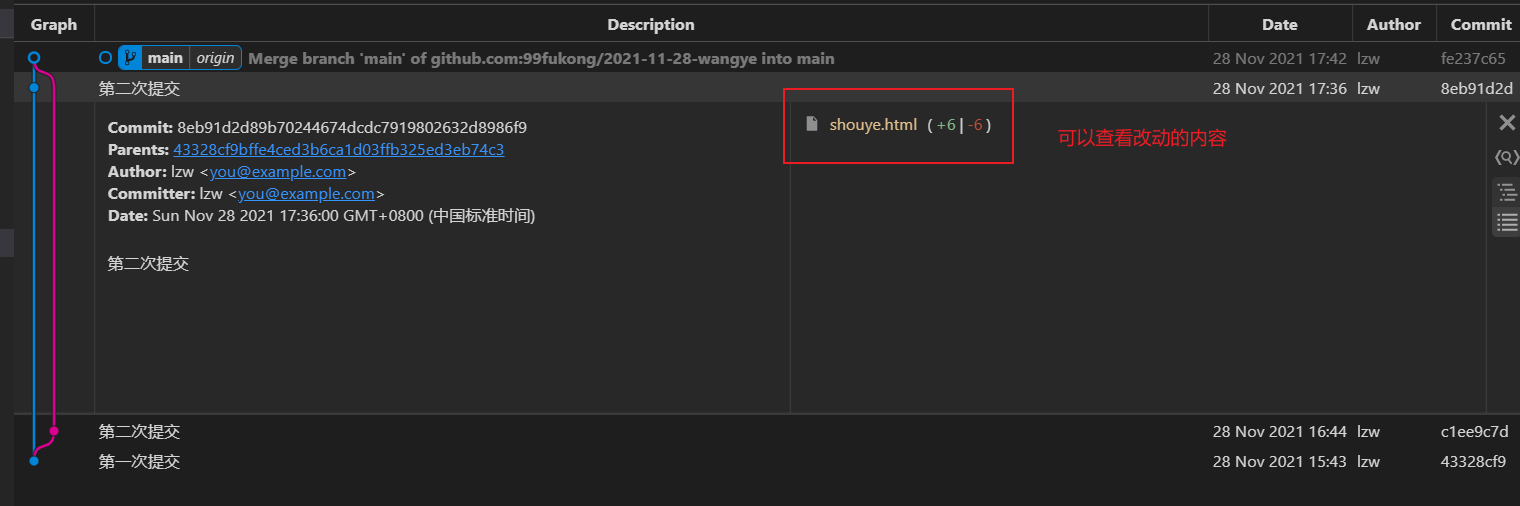 Graph Description Date Author Commit
main origin Merge branch 'main' of github.com:99fukong/2021-11-28-wangye into main 28 Nov 2021 17:42 lzw fe237c65
第二次提交 28 Nov 2021 17:36 lzw 8eb91d2d
Commit: 8eb91d2d89b70244674dcdc7919802632d8986f9
Parents: 43328cf9bffe4ced3b6ca1d03ffb325ed3eb74c3
Author: lzw <you@example.com>
Committer: lzw <you@example.com>
Date: Sun Nov 28 2021 17:36:00 GMT+0800 (中国标准时间)
第二次提交
shouye.html (+6|-6)
可以查看改动的内容
第二次提交 28 Nov 2021 16:44 lzw c1ee9c7d
第一次提交 28 Nov 2021 15:43 lzw 43328cf9